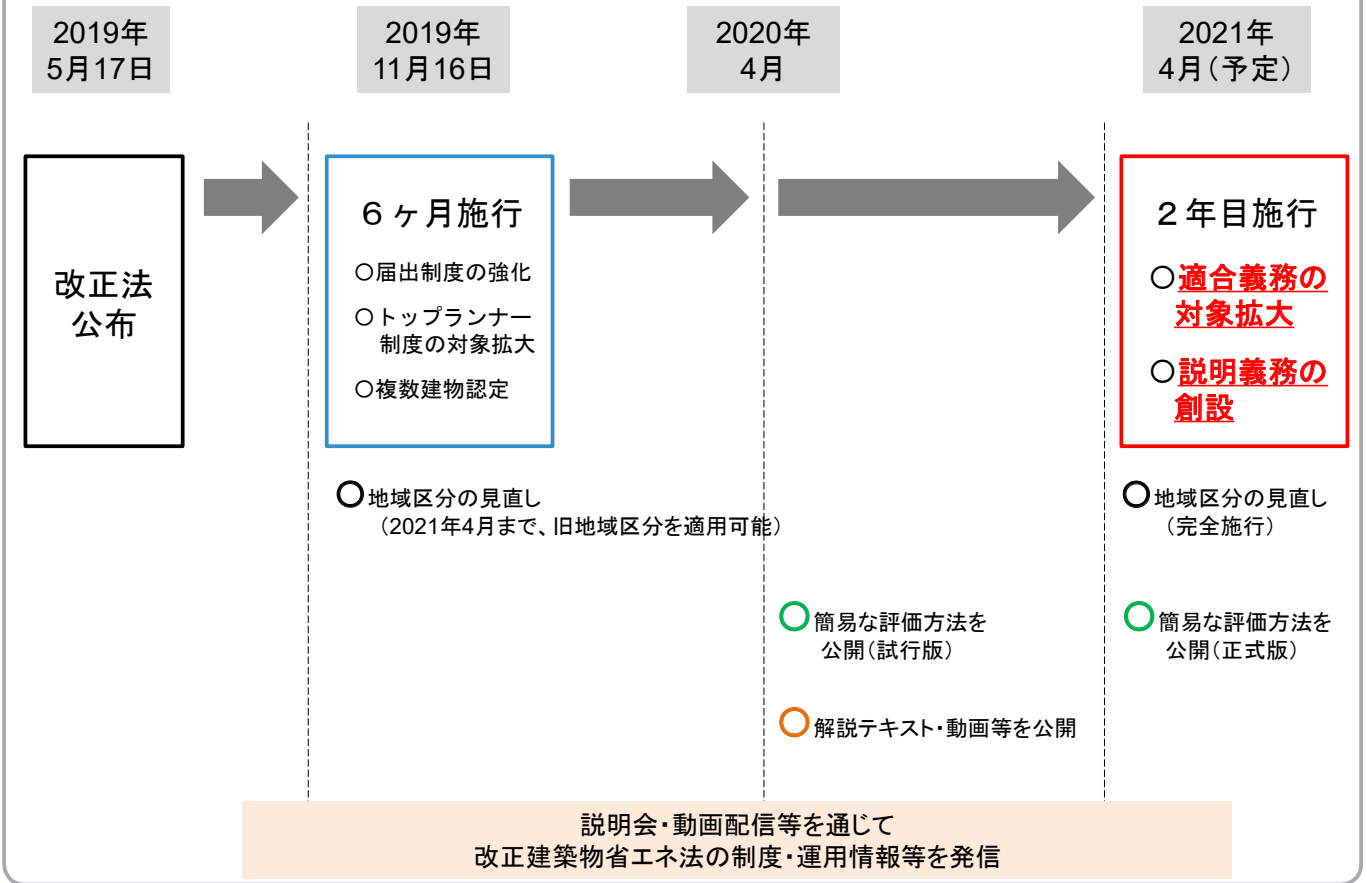 2019年
5月17日
2019年
11月16日
2020年
4月
2021年
4月(予定)
改正法
公布
６ヶ月施行
○届出制度の強化
○トップランナー
制度の対象拡大
○複数建物認定
２年目施行
○適合義務の
対象拡大
○説明義務の
創設
○地域区分の見直し
（2021年4月まで、旧地域区分を適用可能）
○地域区分の見直し
（完全施行）
○簡易な評価方法を
公開（試行版）
○簡易な評価方法を
公開（正式版）
○解説テキスト・動画等を公開
説明会・動画配信等を通じて
改正建築物省エネ法の制度・運用情報等を発信